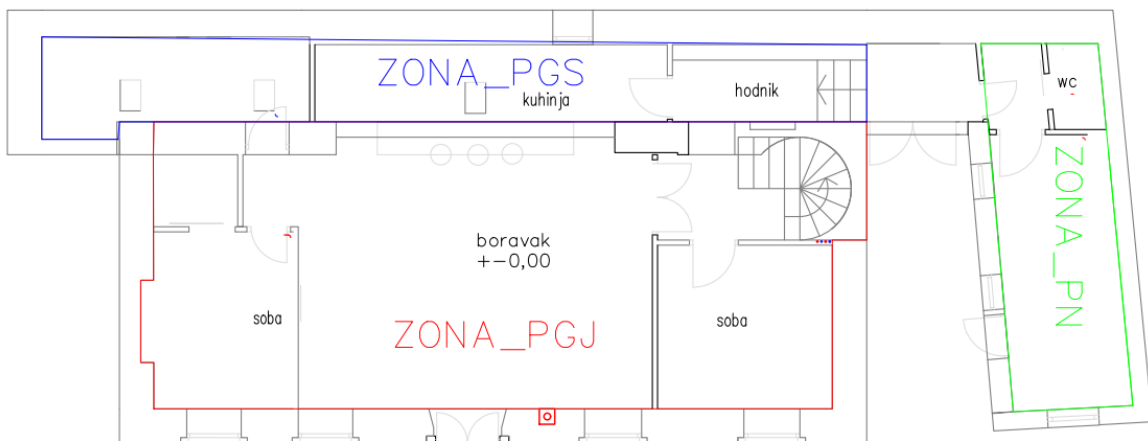 ZONA_PGS
kuhinja
hodnik
wc
ZONA_PN
boravak
+-0,00
soba
soba
ZONA_PGJ